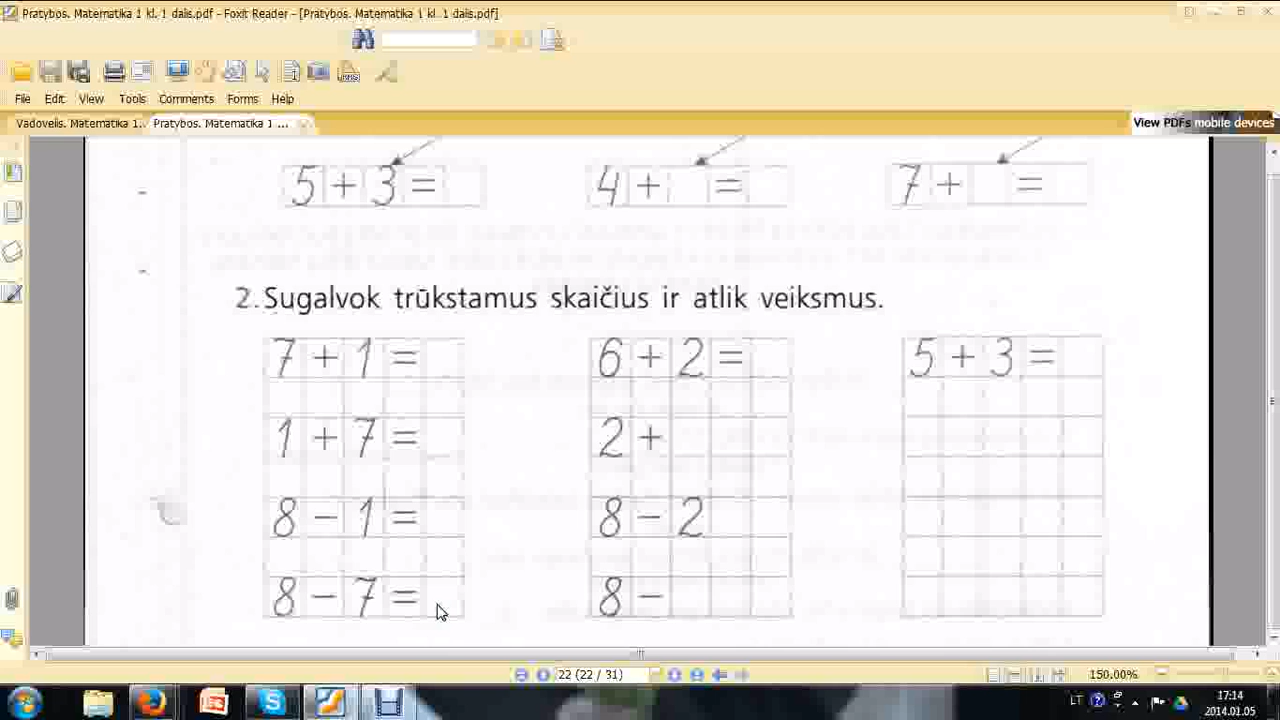 Pratybos. Matematika 1 kl. 1 dalis.pdf - Foxit Reader - [Pratybos. Matematika 1 kl. 1 dalis.pdf]
File Edit View Tools Comments Forms Help
Vadovelis. Matematika 1. Pratybos. Matematika 1 ... View PDFs mobile devices
5 + 3 = 4 + = 7 + =
2. Sugalvok trūkstamus skaičius ir atlik veiksmus.
7 + 1 = 6 + 2 = 5 + 3 =
1 + 7 = 2 +
8 - 1 = 8 - 2
8 - 7 = 8 -
22 (22 / 31) 150.00%
LT 17:14
2014.01.05